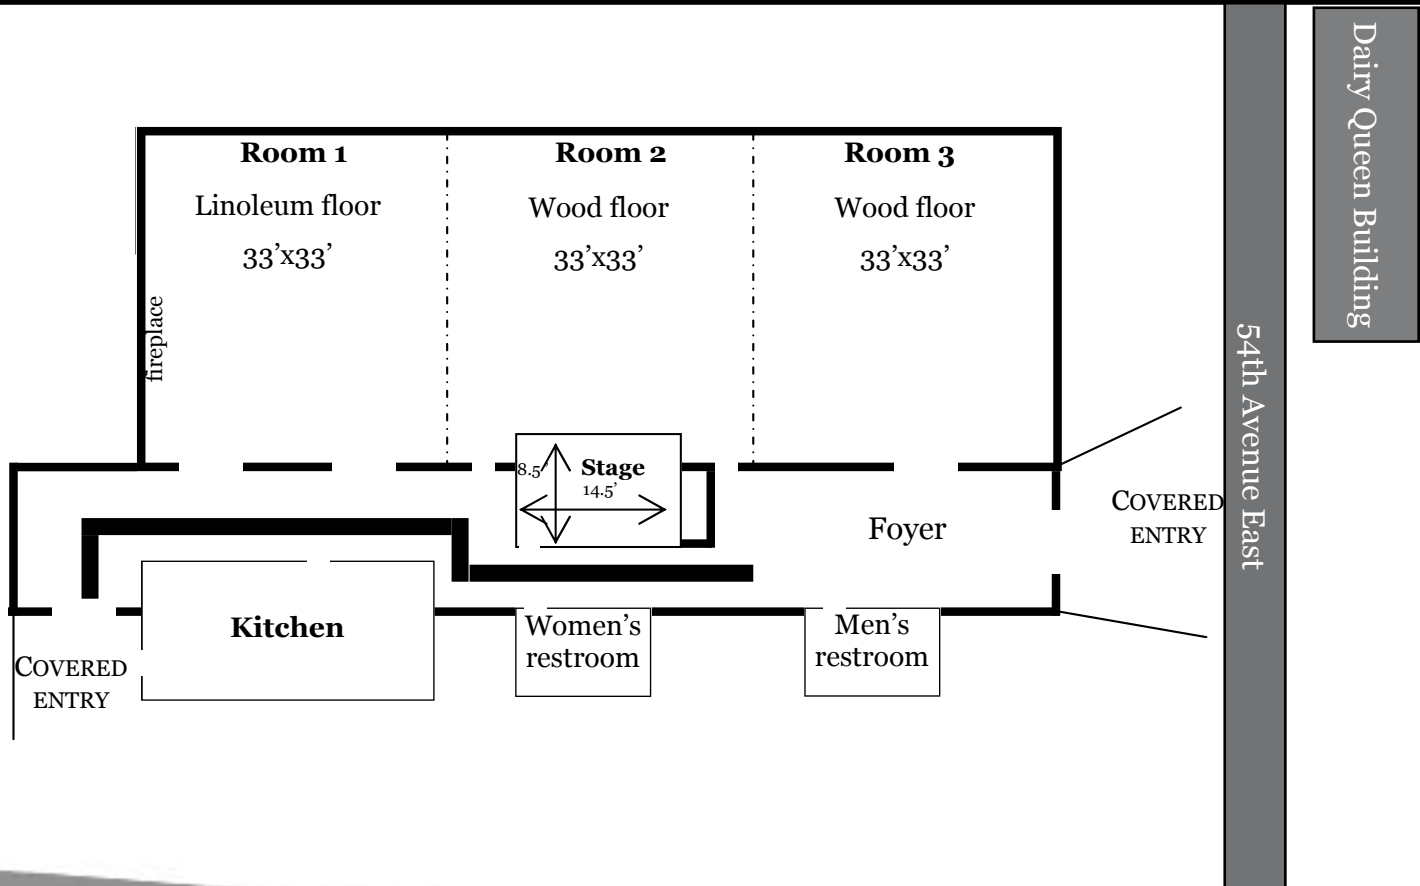 Room 1
Linoleum floor
33’x33’
fireplace
Room 2
Wood floor
33’x33’
Room 3
Wood floor
33’x33’
8.5’
Stage
14.5’
Foyer
COVERED
ENTRY
Kitchen
Women’s
restroom
Men’s
restroom
COVERED
ENTRY
54th Avenue East
Dairy Queen Building